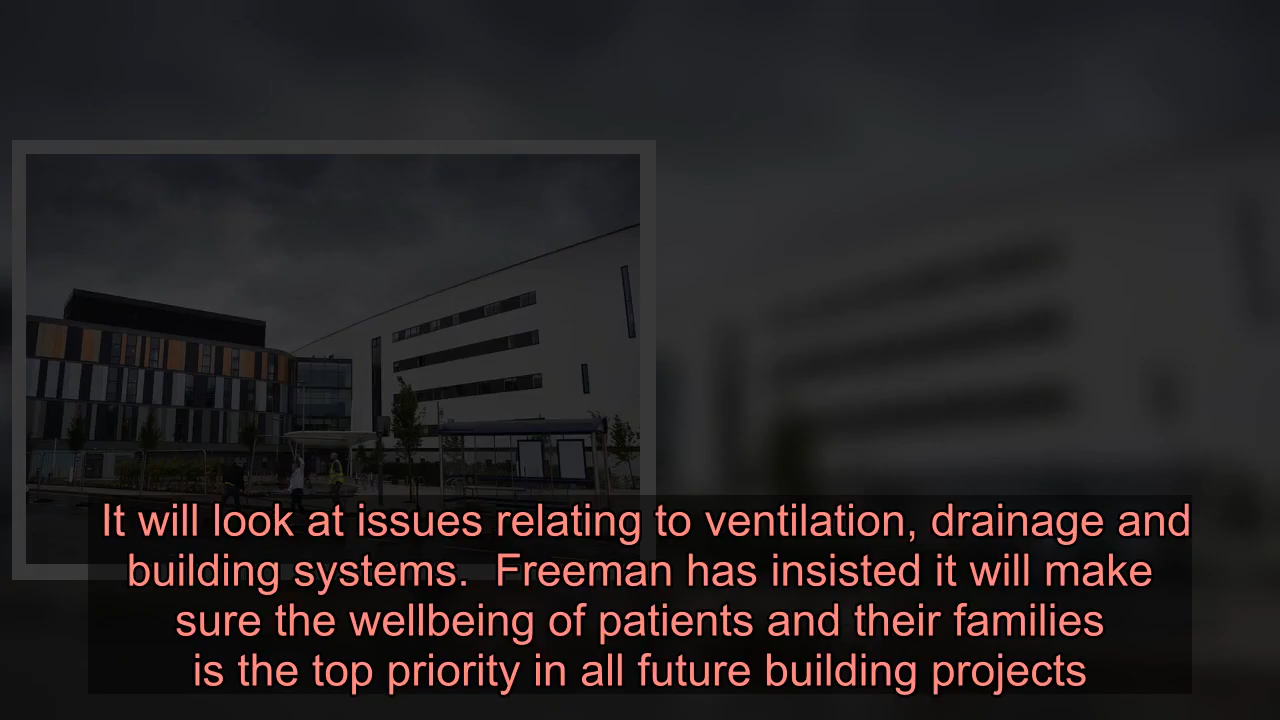 It will look at issues relating to ventilation, drainage and
building systems.  Freeman has insisted it will make
sure the wellbeing of patients and their families
is the top priority in all future building projects